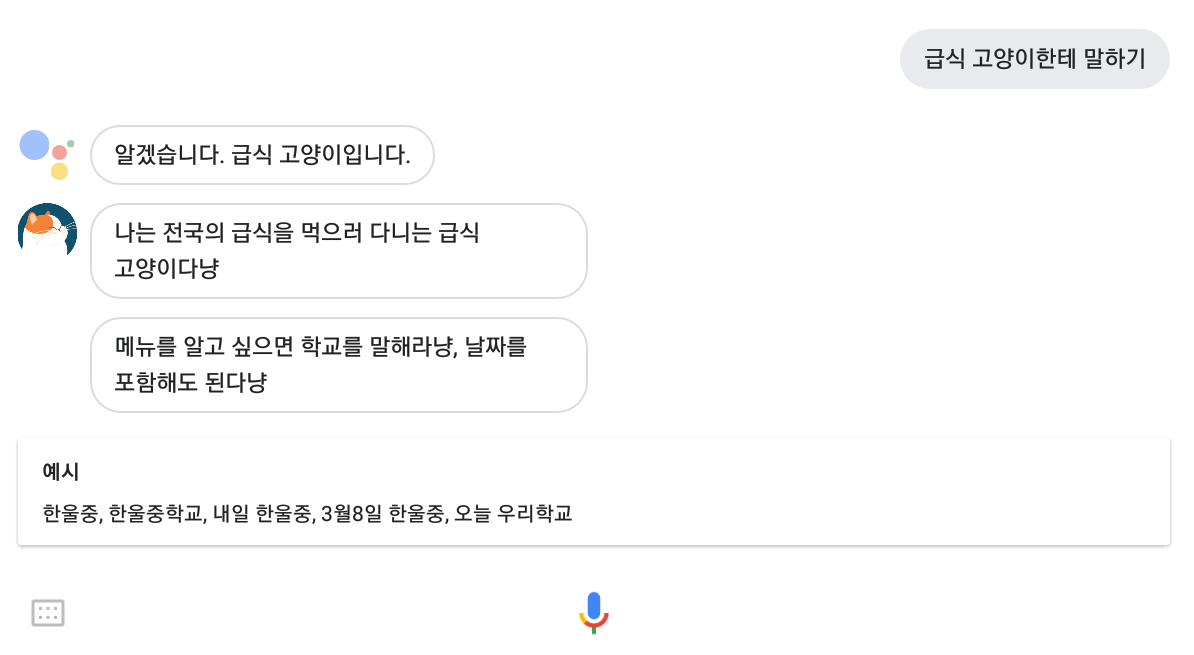 급식 고양이한테 말하기
알겠습니다. 급식 고양이입니다.
나는 전국의 급식을 먹으러 다니는 급식
고양이다냥
메뉴를 알고 싶으면 학교를 말해라냥, 날짜를
포함해도 된다냥
예시
한울중, 한울중학교, 내일 한울중, 3월8일 한울중, 오늘 우리학교